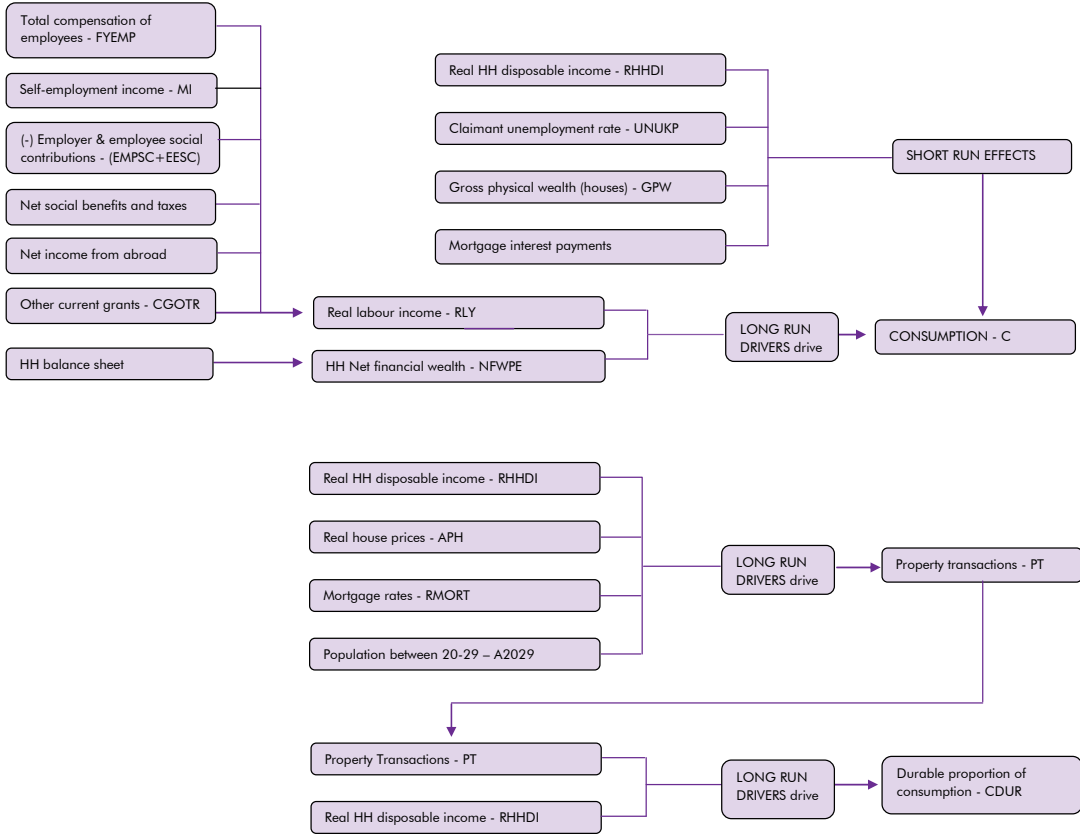 Total compensation of
employees - FYEMP
Self-employment income - MI
(-) Employer & employee social
contributions - (EMPSC+EESC)
Net social benefits and taxes
Net income from abroad
Other current grants - CGOTR
HH balance sheet
Real HH disposable income - RHHDI
Claimant unemployment rate - UNUKP
Gross physical wealth (houses) - GPW
Mortgage interest payments
SHORT RUN EFFECTS
Real labour income - RLY
HH Net financial wealth - NFWPE
LONG RUN
DRIVERS drive
CONSUMPTION - C
Real HH disposable income - RHHDI
Real house prices - APH
Mortgage rates - RMORT
Population between 20-29 – A2029
LONG RUN
DRIVERS drive
Property transactions - PT
Property Transactions - PT
Real HH disposable income - RHHDI
LONG RUN
DRIVERS drive
Durable proportion of
consumption - CDUR